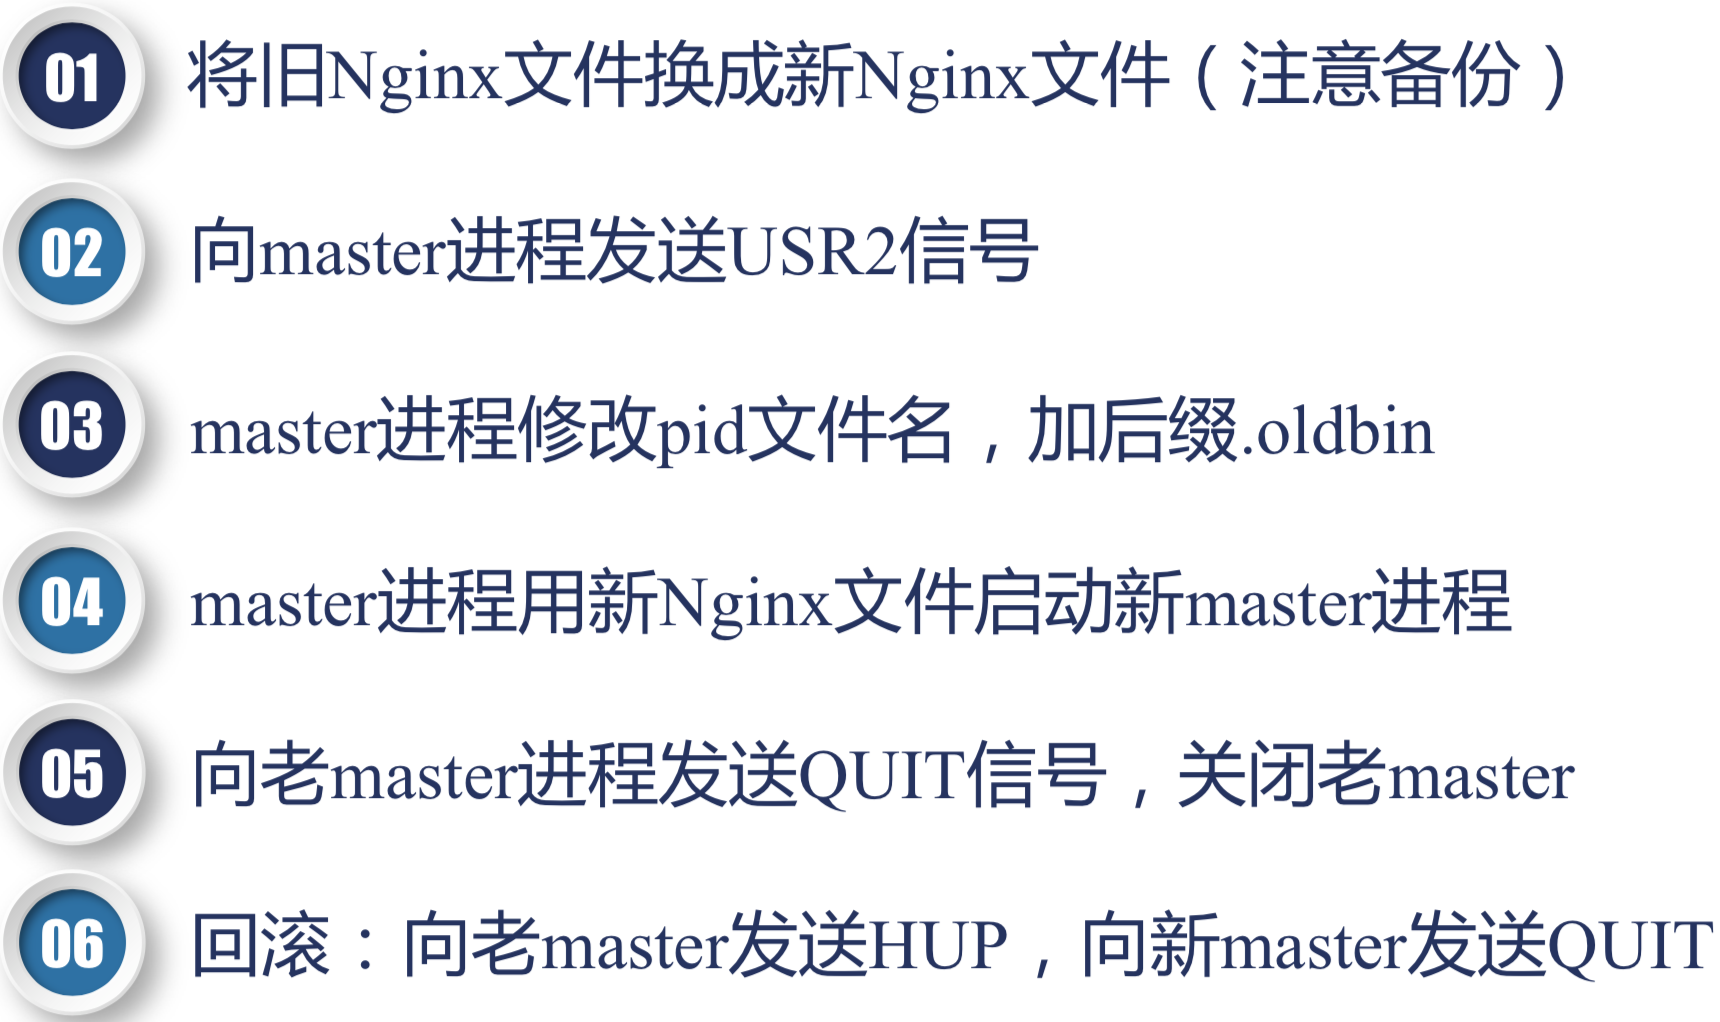 01 将旧Nginx文件换成新Nginx文件（注意备份）
02 向master进程发送USR2信号
03 master进程修改pid文件名，加后缀.oldbin
04 master进程用新Nginx文件启动新master进程
05 向老master进程发送QUIT信号，关闭老master
06 回滚：向老master发送HUP，向新master发送QUIT